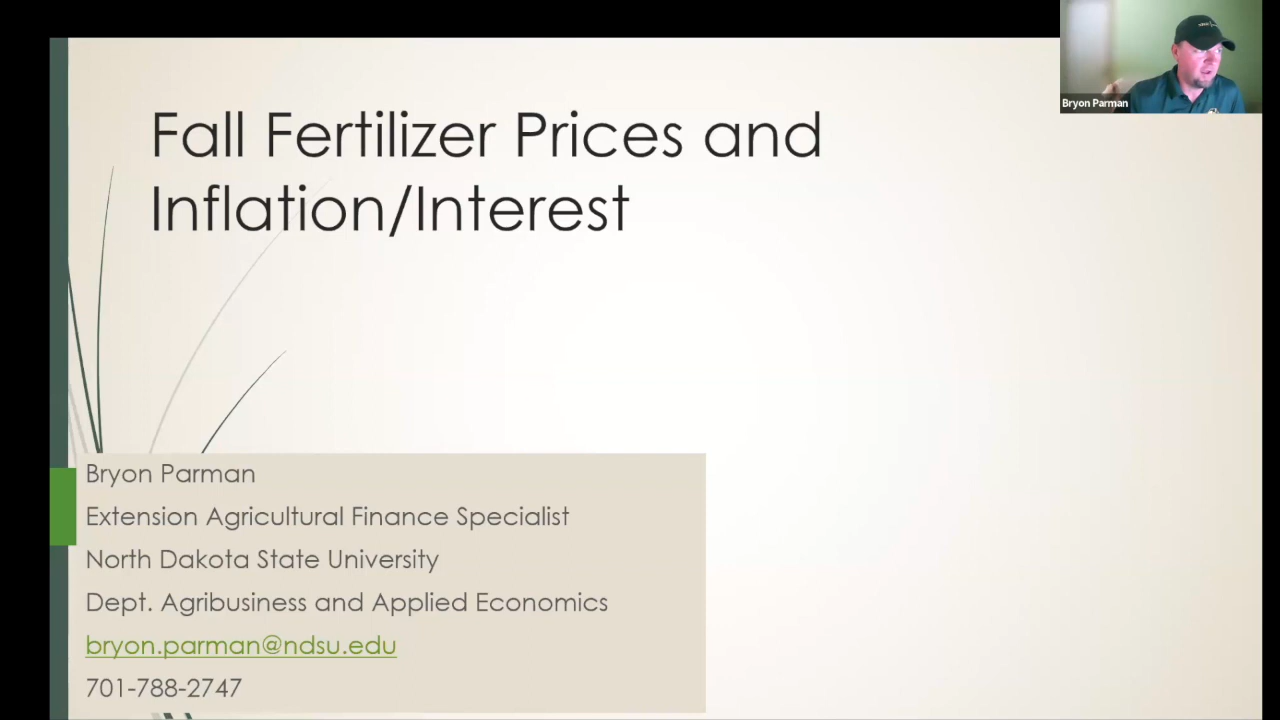 Fall Fertilizer Prices and
Inflation/Interest
Bryon Parman
Bryon Parman
Extension Agricultural Finance Specialist
North Dakota State University
Dept. Agribusiness and Applied Economics
bryon.parman@ndsu.edu
701-788-2747